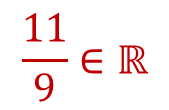 11/9 ∈ ℝ